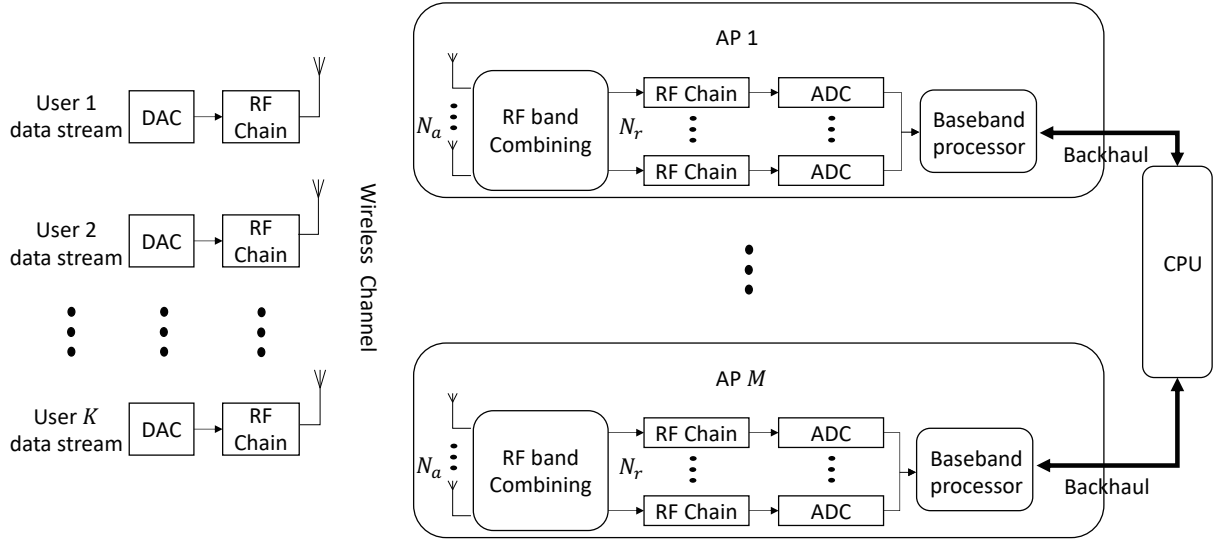 AP 1
User 1
data stream
DAC
RF
Chain
N_a
RF band
Combining
N_r
RF Chain
ADC
RF Chain
ADC
Baseband
processor
Backhaul
User 2
data stream
DAC
RF
Chain
Wireless Channel
CPU
AP M
User K
data stream
DAC
RF
Chain
N_a
RF band
Combining
N_r
RF Chain
ADC
RF Chain
ADC
Baseband
processor
Backhaul